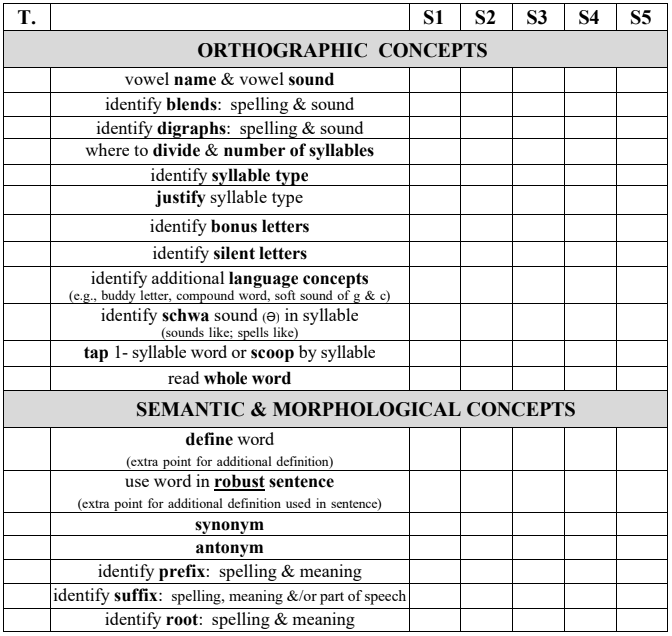 T. S1 S2 S3 S4 S5
ORTHOGRAPHIC CONCEPTS
vowel name & vowel sound
identify blends: spelling & sound
identify digraphs: spelling & sound
where to divide & number of syllables
identify syllable type
justify syllable type
identify bonus letters
identify silent letters
identify additional language concepts
(e.g., buddy letter, compound word, soft sound of g & c)
identify schwa sound (Ɵ) in syllable
(sounds like; spells like)
tap 1- syllable word or scoop by syllable
read whole word
SEMANTIC & MORPHOLOGICAL CONCEPTS
define word
(extra point for additional definition)
use word in robust sentence
(extra point for additional definition used in sentence)
synonym
antonym
identify prefix: spelling & meaning
identify suffix: spelling, meaning &/or part of speech
identify root: spelling & meaning